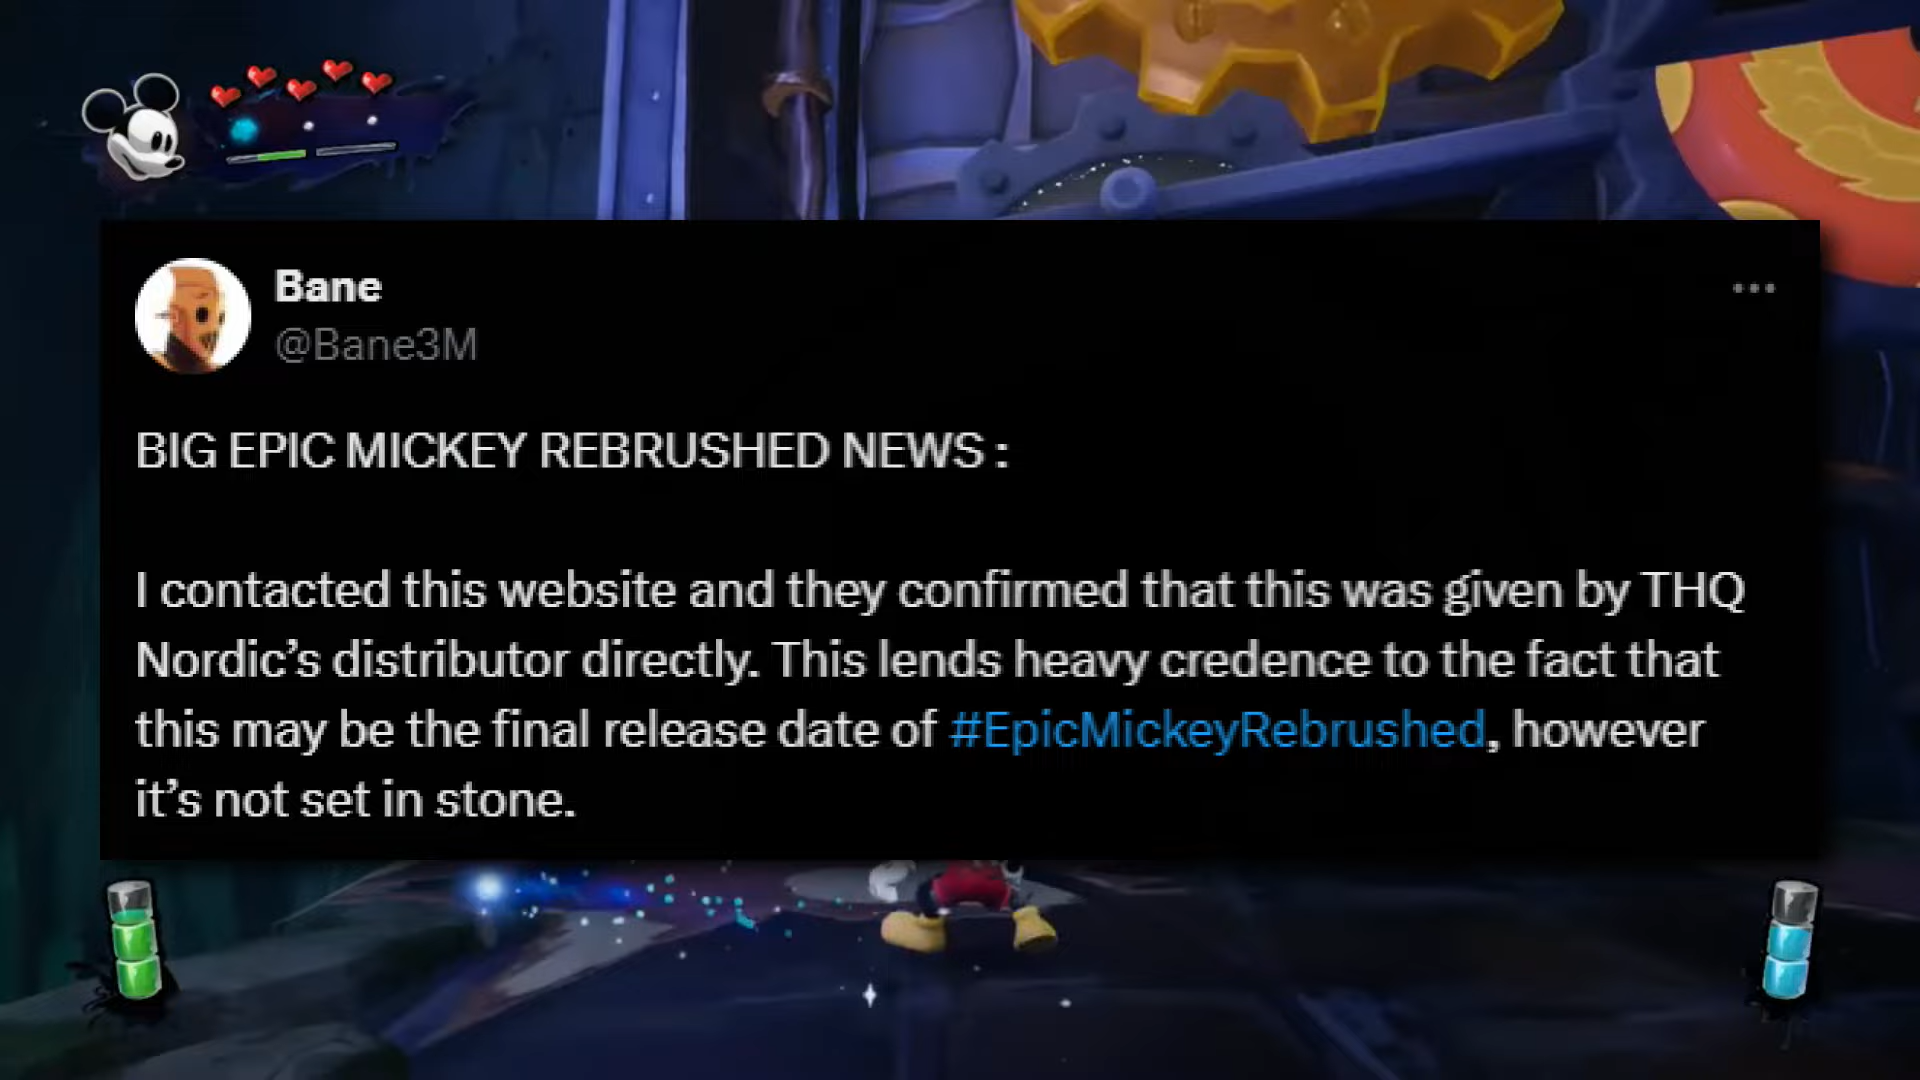 Bane
@Bane3M
BIG EPIC MICKEY REBRUSHED NEWS :
I contacted this website and they confirmed that this was given by THQ
Nordic’s distributor directly. This lends heavy credence to the fact that
this may be the final release date of #EpicMickeyRebrushed, however
it’s not set in stone.